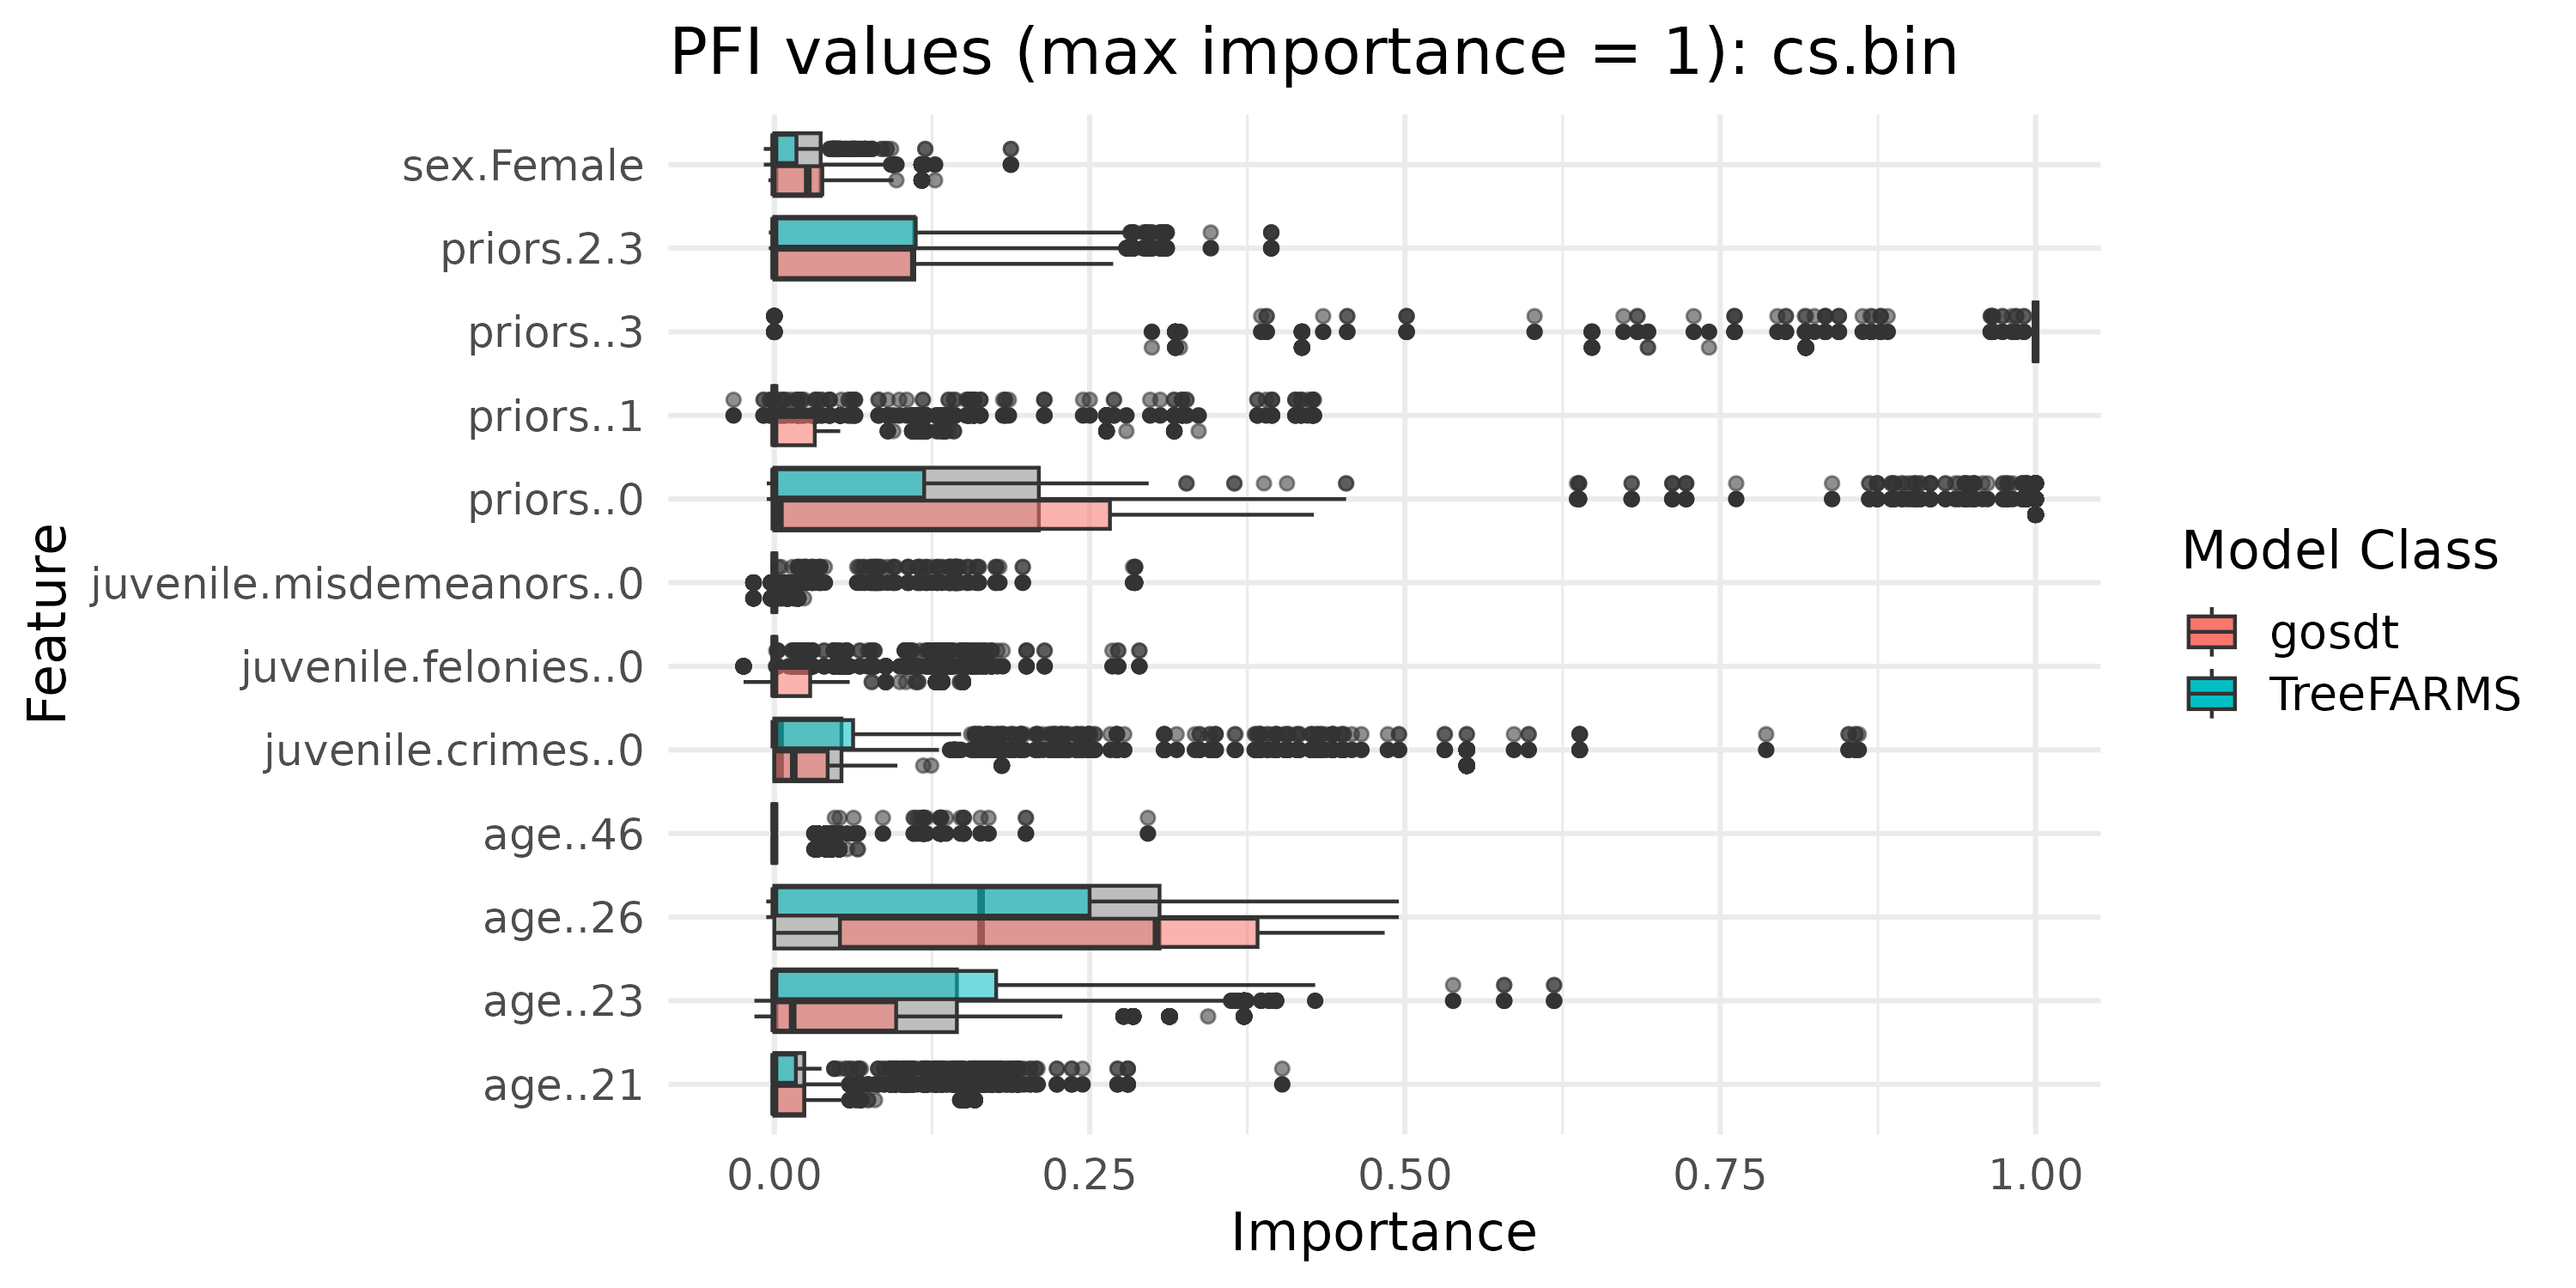 PFI values (max importance = 1): cs.bin
sex.Female
priors.2.3
priors..3
priors..1
priors..0
juvenile.misdemeanors..0
juvenile.felonies..0
juvenile.crimes..0
age..46
age..26
age..23
age..21
Feature
0.00 0.25 0.50 0.75 1.00
Importance
Model Class
gosdt
TreeFARMS